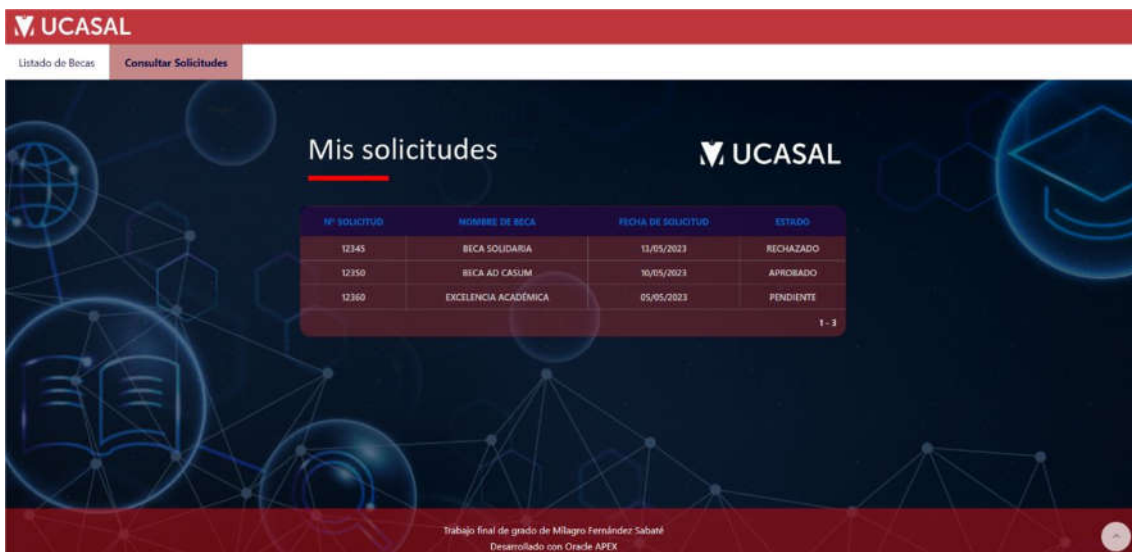 UCASAL
Listado de Becas Consultar Solicitudes
Mis solicitudes UCASAL
Nº SOLICITUD NOMBRE DE BECA FECHA DE SOLICITUD ESTADO
12345 BECA SOLIDARIA 13/05/2023 RECHAZADO
12350 BECA AD CASUM 10/05/2023 APROBADO
12360 EXCELENCIA ACADÉMICA 05/05/2023 PENDIENTE
1 - 3
Trabajo final de grado de Milagro Fernández Sabaté
Desarrollado con Oracle APEX